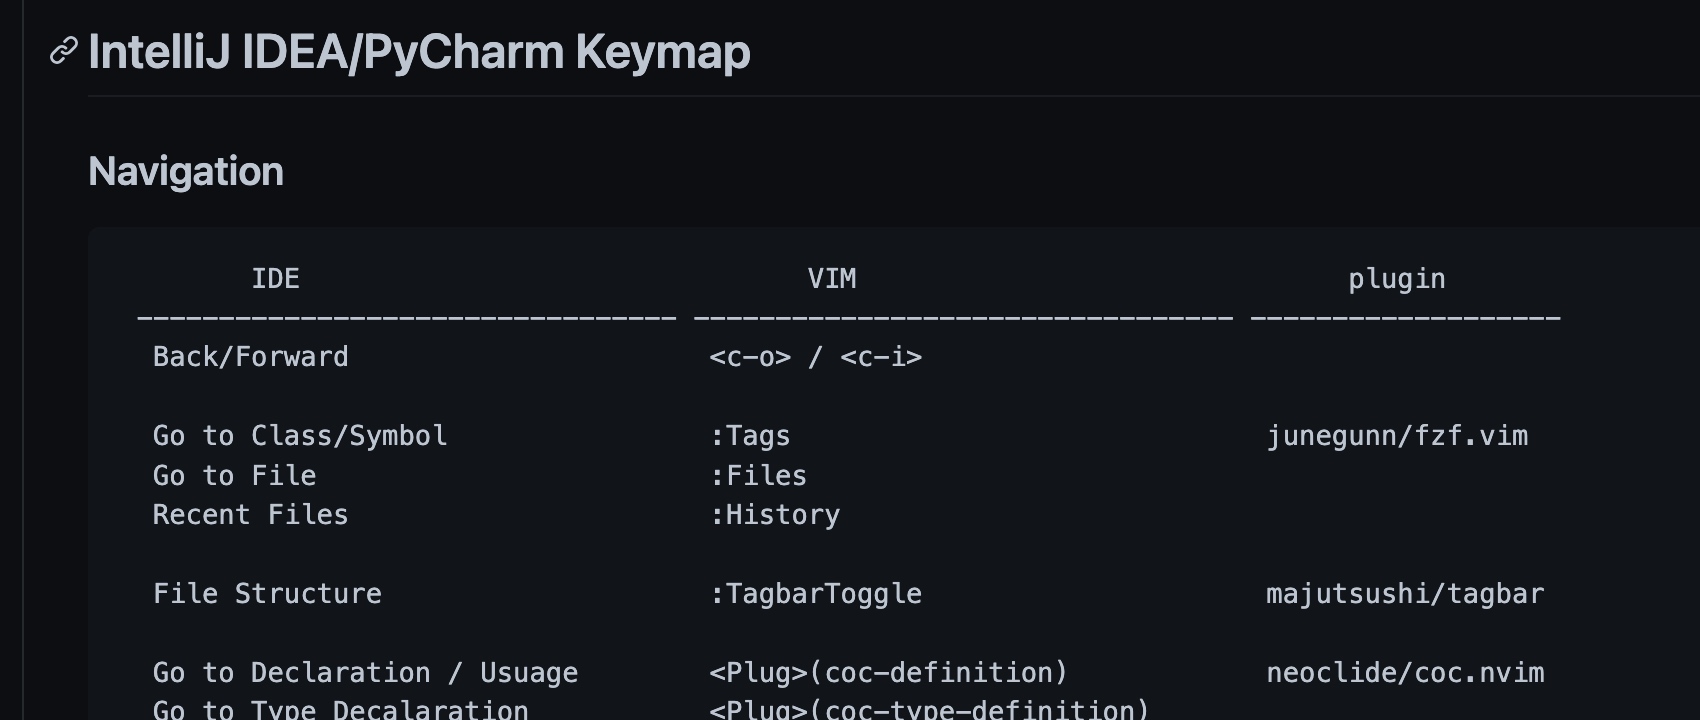 IntelliJ IDEA/PyCharm Keymap
Navigation
IDE VIM plugin
--------------------------------- --------------------------------- -------------------
Back/Forward <c-o> / <c-i>
Go to Class/Symbol :Tags junegunn/fzf.vim
Go to File :Files
Recent Files :History
File Structure :TagbarToggle majutsushi/tagbar
Go to Declaration / Usuage <Plug>(coc-definition) neoclide/coc.nvim
Go to Type Decalaration <Plug>(coc-type-definition)